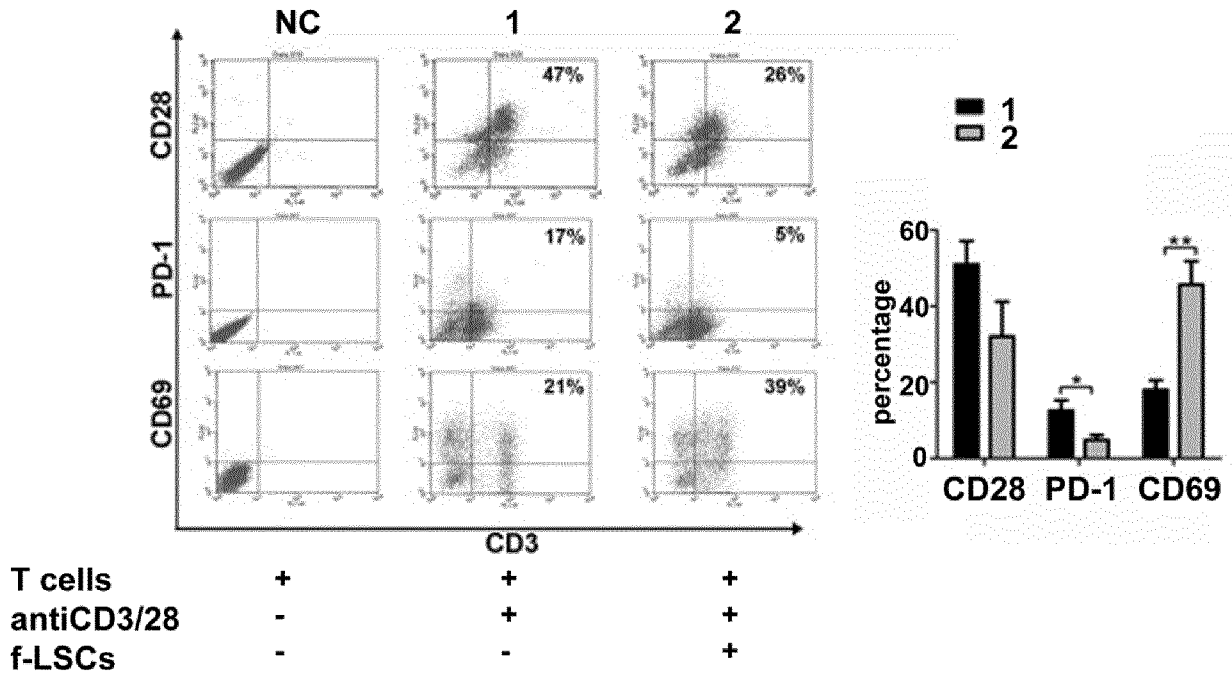 NC 1 2
CD28 47% 26%
1
2
PD-1 17% 5%
CD69 21% 39%
CD3
percentage
60
40
20
0
* **
CD28 PD-1 CD69
T cells + + +
antiCD3/28 - + +
f-LSCs - - +